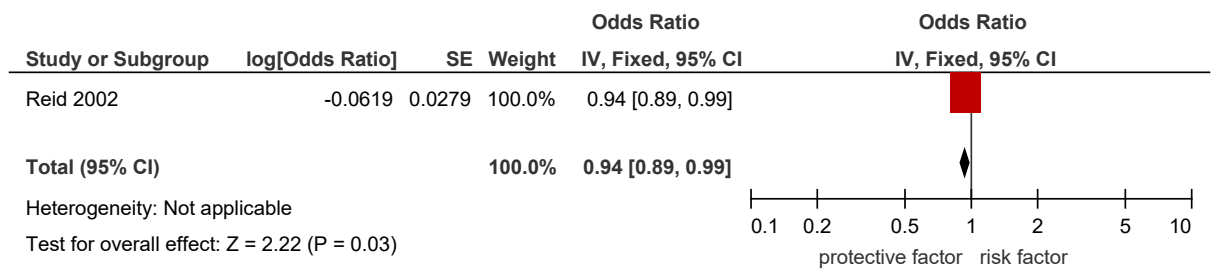 Odds Ratio Odds Ratio
Study or Subgroup log[Odds Ratio] SE Weight IV, Fixed, 95% CI IV, Fixed, 95% CI
Reid 2002 -0.0619 0.0279 100.0% 0.94 [0.89, 0.99]
Total (95% CI) 100.0% 0.94 [0.89, 0.99]
Heterogeneity: Not applicable
Test for overall effect: Z = 2.22 (P = 0.03)
0.1 0.2 0.5 1 2 5 10
protective factor risk factor